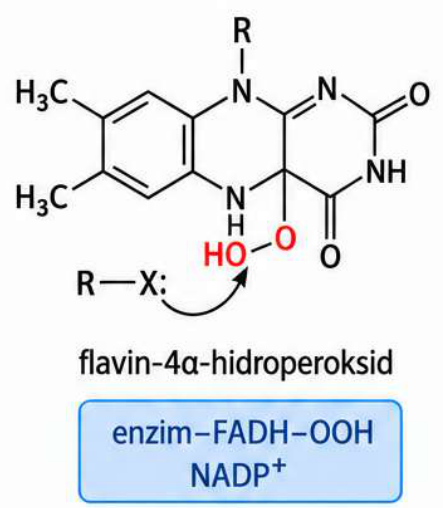 R
H₃C
N
N
O
H₃C
N
H
NH
HO
O
O
R—X:
flavin-4α-hidroperoksid
enzim–FADH–OOH
NADP⁺